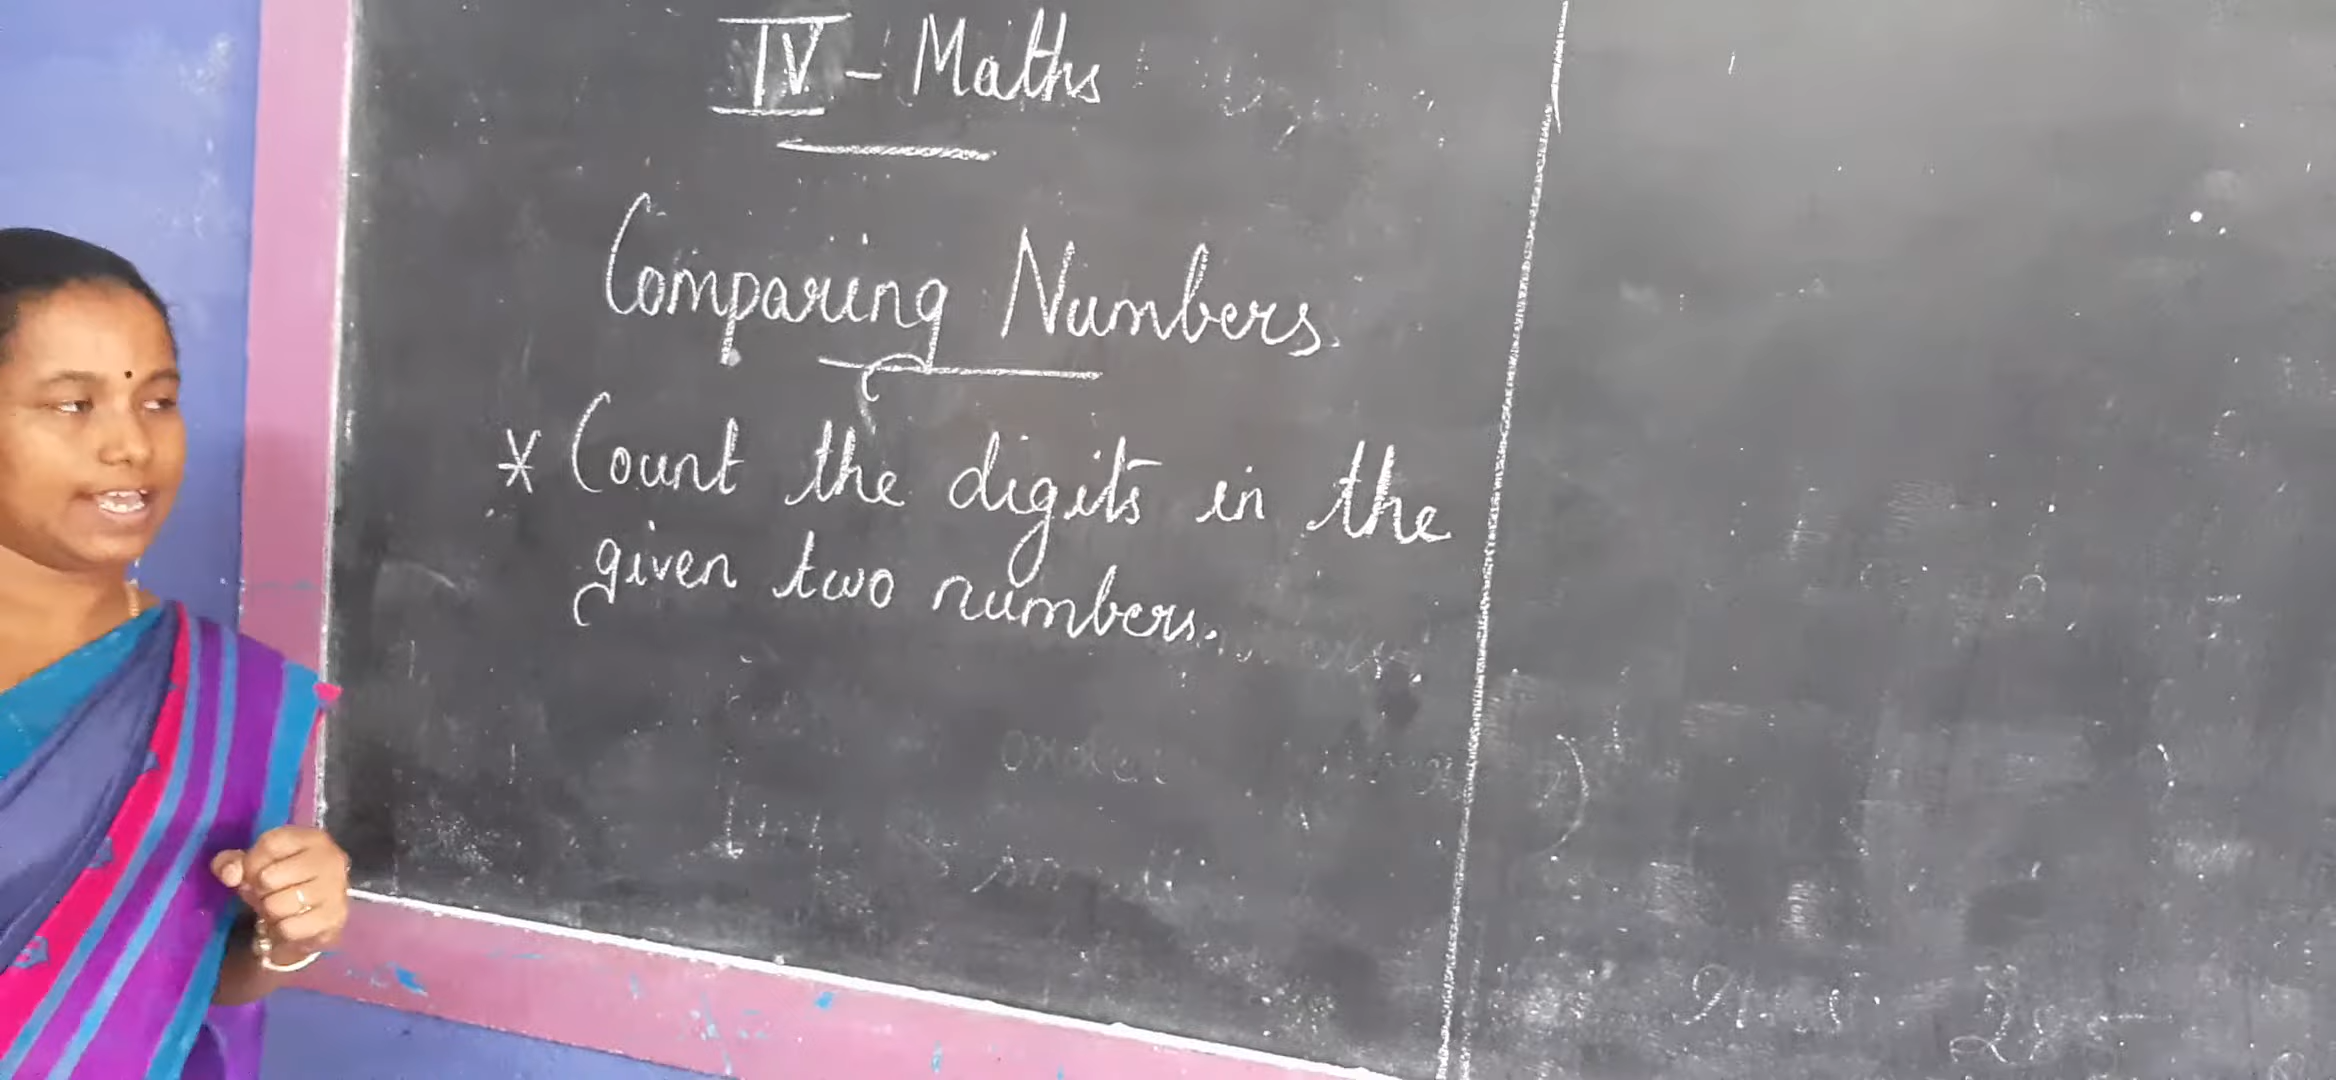 IV - Maths
Comparing Numbers.
* Count the digits in the
given two numbers.